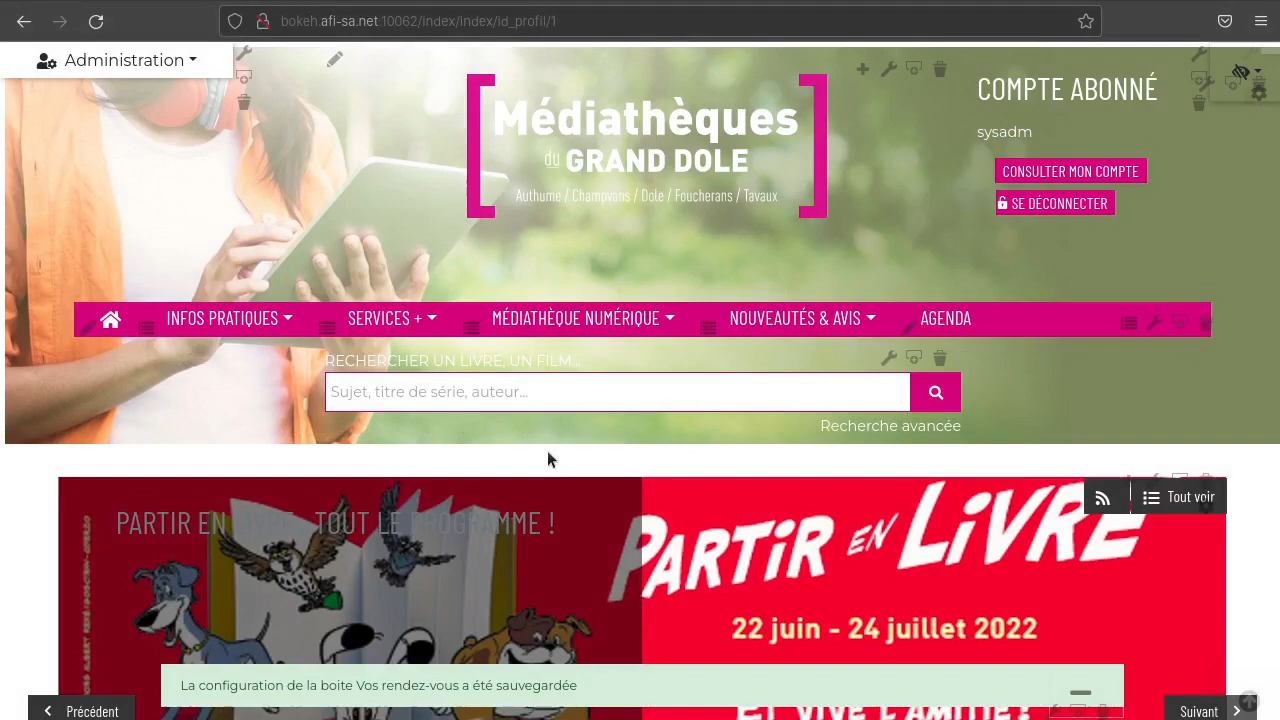 bokeh.afi-sa.net:10062/index/index/id_profil/1
Administration
Médiathèques
du GRAND DOLE
Authume / Champvans / Dole / Foucherans / Tavaux
COMPTE ABONNÉ
sysadm
CONSULTER MON COMPTE
SE DÉCONNECTER
INFOS PRATIQUES
SERVICES +
MÉDIATHÈQUE NUMÉRIQUE
NOUVEAUTÉS & AVIS
AGENDA
RECHERCHER UN LIVRE, UN FILM...
Sujet, titre de série, auteur...
Recherche avancée
Tout voir
PARTIR EN LIVRE : TOUT LE PROGRAMME !
PARTIR EN LIVRE
22 juin - 24 juillet 2022
ET VIVE L'AMITIÉ !
La configuration de la boite Vos rendez-vous a été sauvegardée
Précédent
Suivant